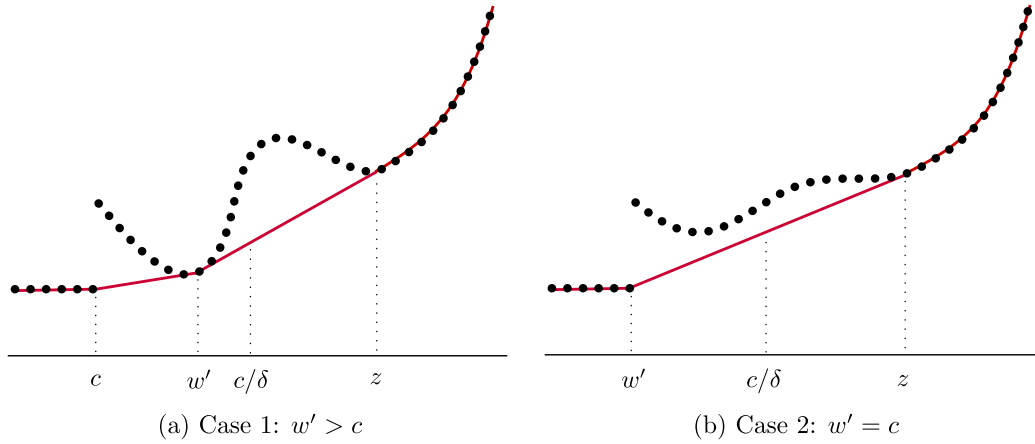 c w′ c/δ z
w′ c/δ z
(a) Case 1: w′ > c
(b) Case 2: w′ = c